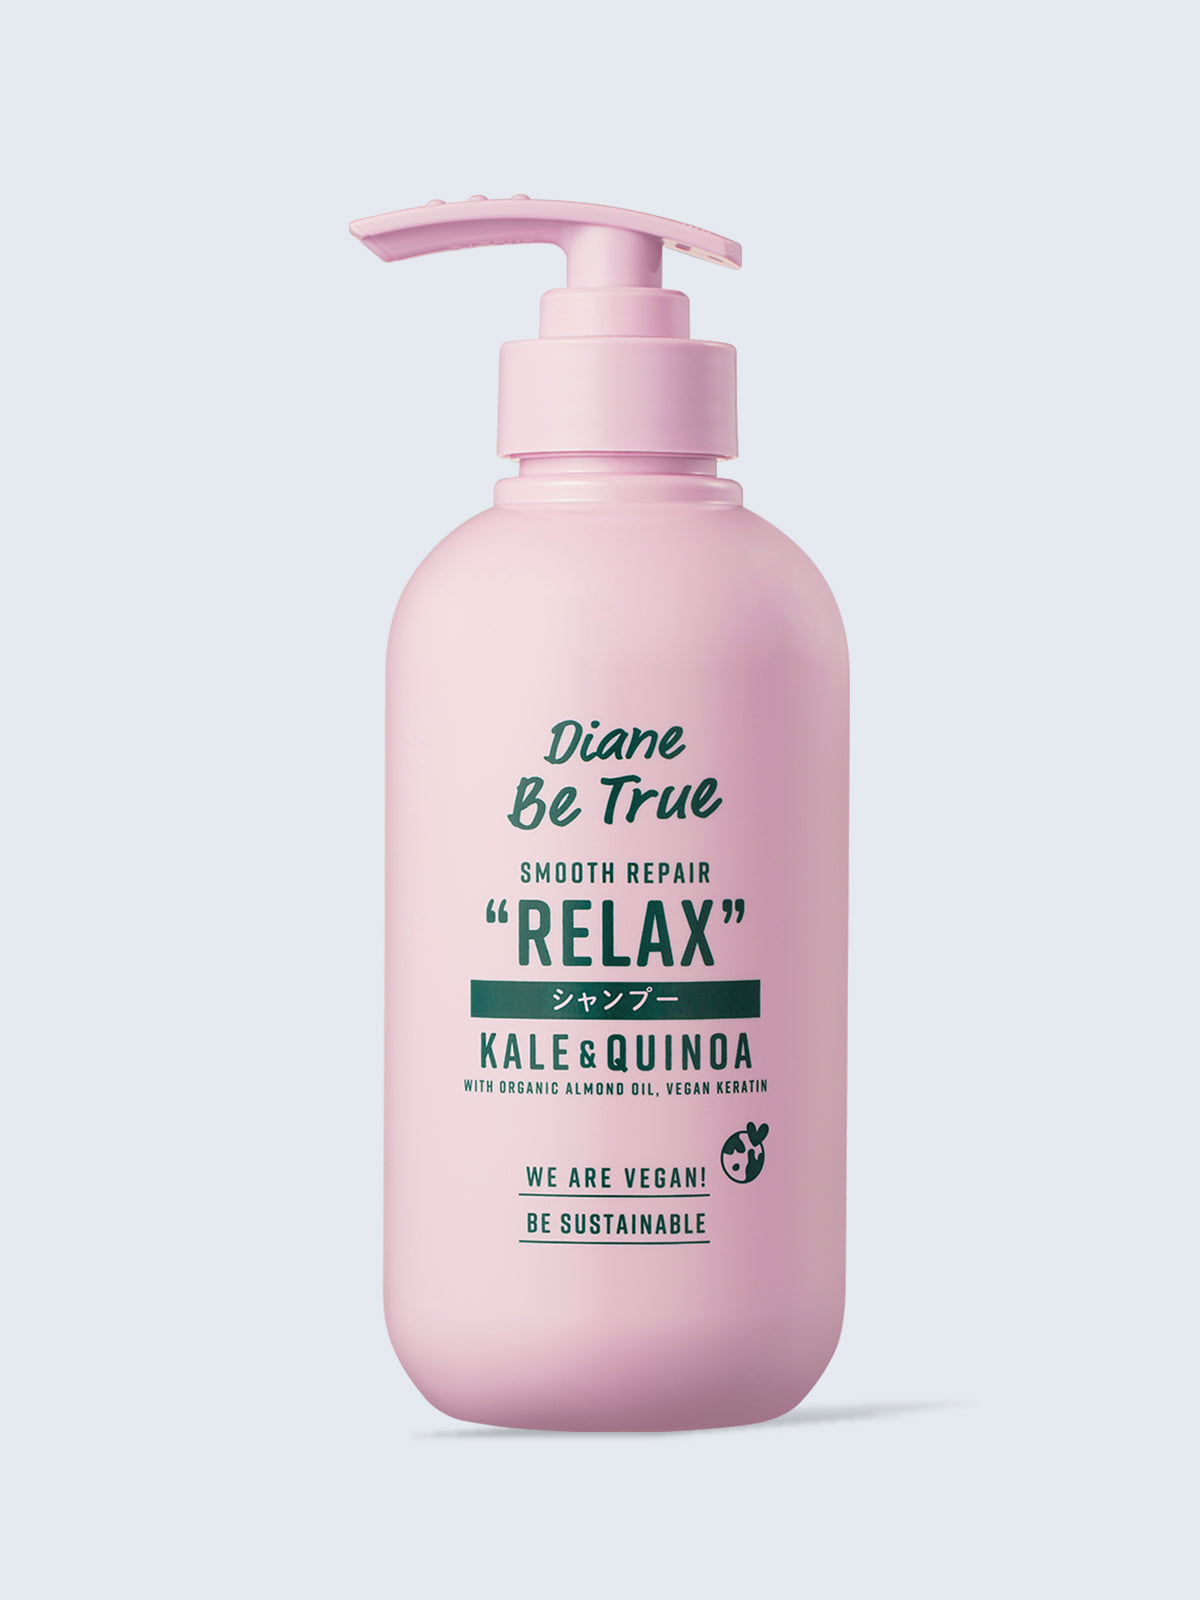 Diane
Be True
SMOOTH REPAIR
“RELAX”
シャンプー
KALE & QUINOA
WITH ORGANIC ALMOND OIL, VEGAN KERATIN
WE ARE VEGAN!
BE SUSTAINABLE